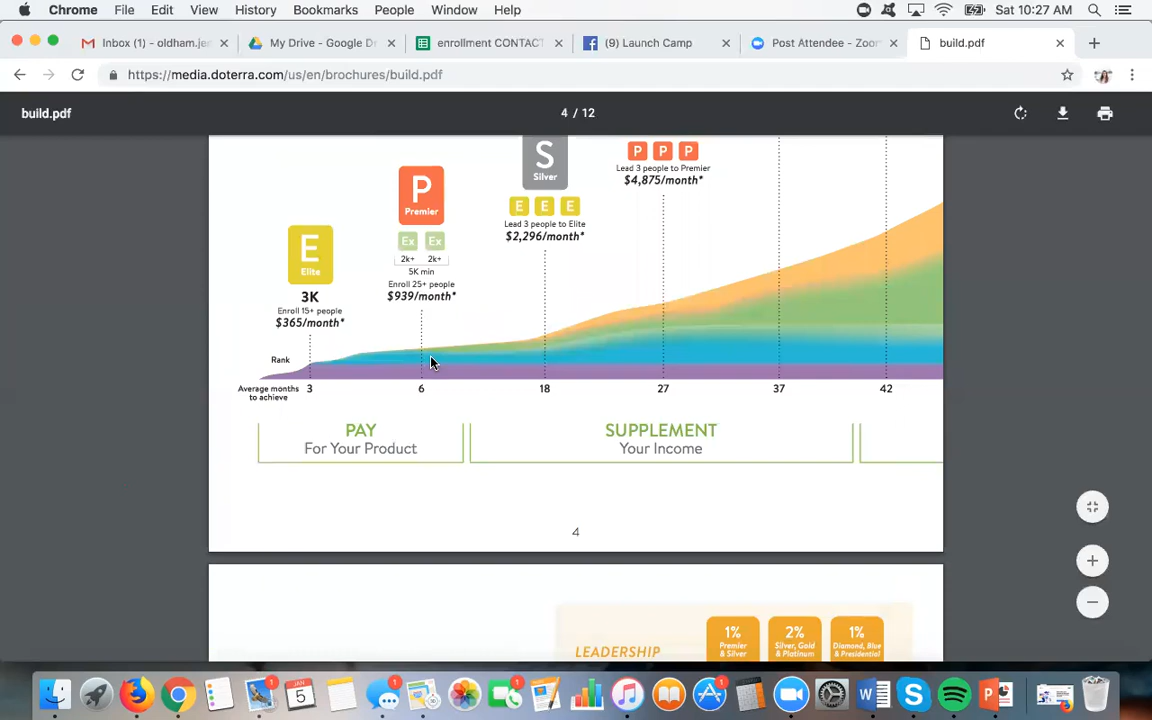 Chrome File Edit View History Bookmarks People Window Help Sat 10:27 AM
Inbox (1) - oldham.je My Drive - Google D enrollment CONTACT (9) Launch Camp Post Attendee - Zoom build.pdf
https://media.doterra.com/us/en/brochures/build.pdf
build.pdf 4 / 12
P P P
Lead 3 people to Premier
$4,875/month*
S
Silver
E E E
Lead 3 people to Elite
$2,296/month*
P
Premier
Ex Ex
2k+ 2k+
5K min
Enroll 25+ people
$939/month*
E
Elite
3K
Enroll 15+ people
$365/month*
Rank
Average months to achieve 3 6 18 27 37 42
PAY
For Your Product
SUPPLEMENT
Your Income
4
LEADERSHIP
1%
Premier
& Silver
2%
Silver, Gold
& Platinum
1%
Diamond, Blue
& Presidential